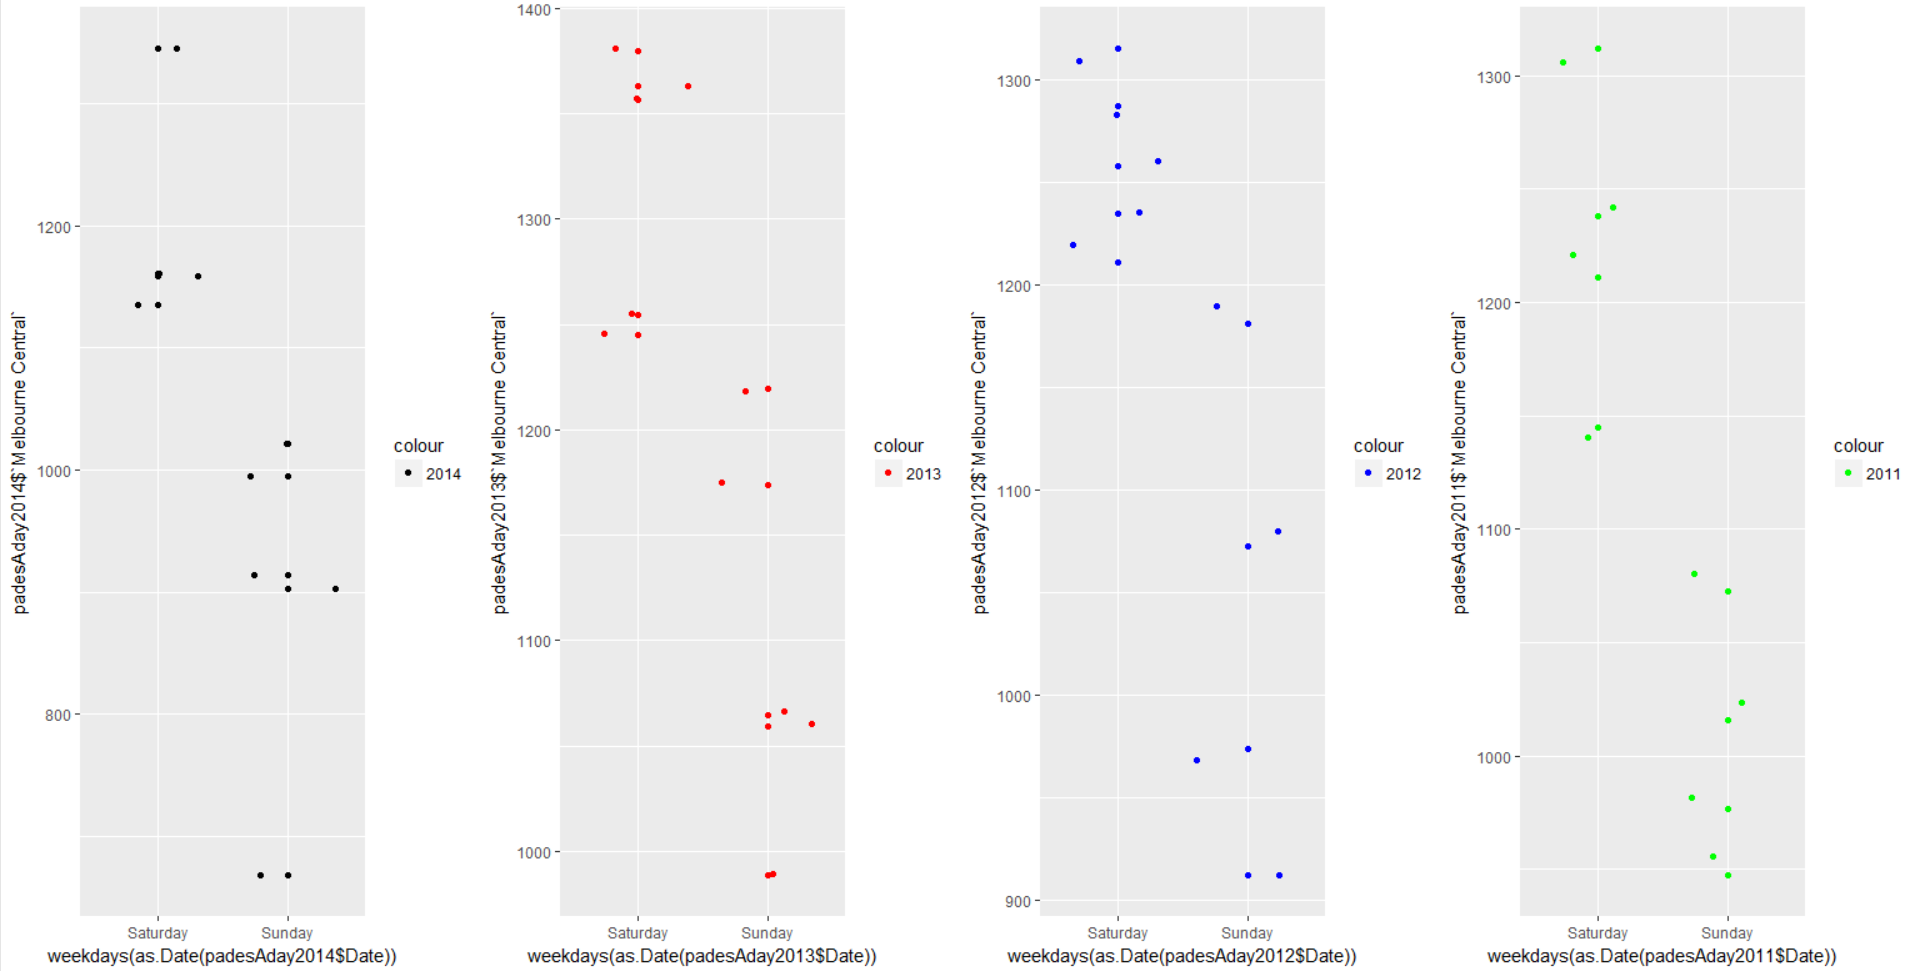 1200
1000
800
padesAday2014$`Melbourne Central`
Saturday
Sunday
weekdays(as.Date(padesAday2014$Date))
colour
2014
1400
1300
1200
1100
1000
padesAday2013$`Melbourne Central`
Saturday
Sunday
weekdays(as.Date(padesAday2013$Date))
colour
2013
1300
1200
1100
1000
900
padesAday2012$`Melbourne Central`
Saturday
Sunday
weekdays(as.Date(padesAday2012$Date))
colour
2012
1300
1200
1100
1000
padesAday2011$`Melbourne Central`
Saturday
Sunday
weekdays(as.Date(padesAday2011$Date))
colour
2011